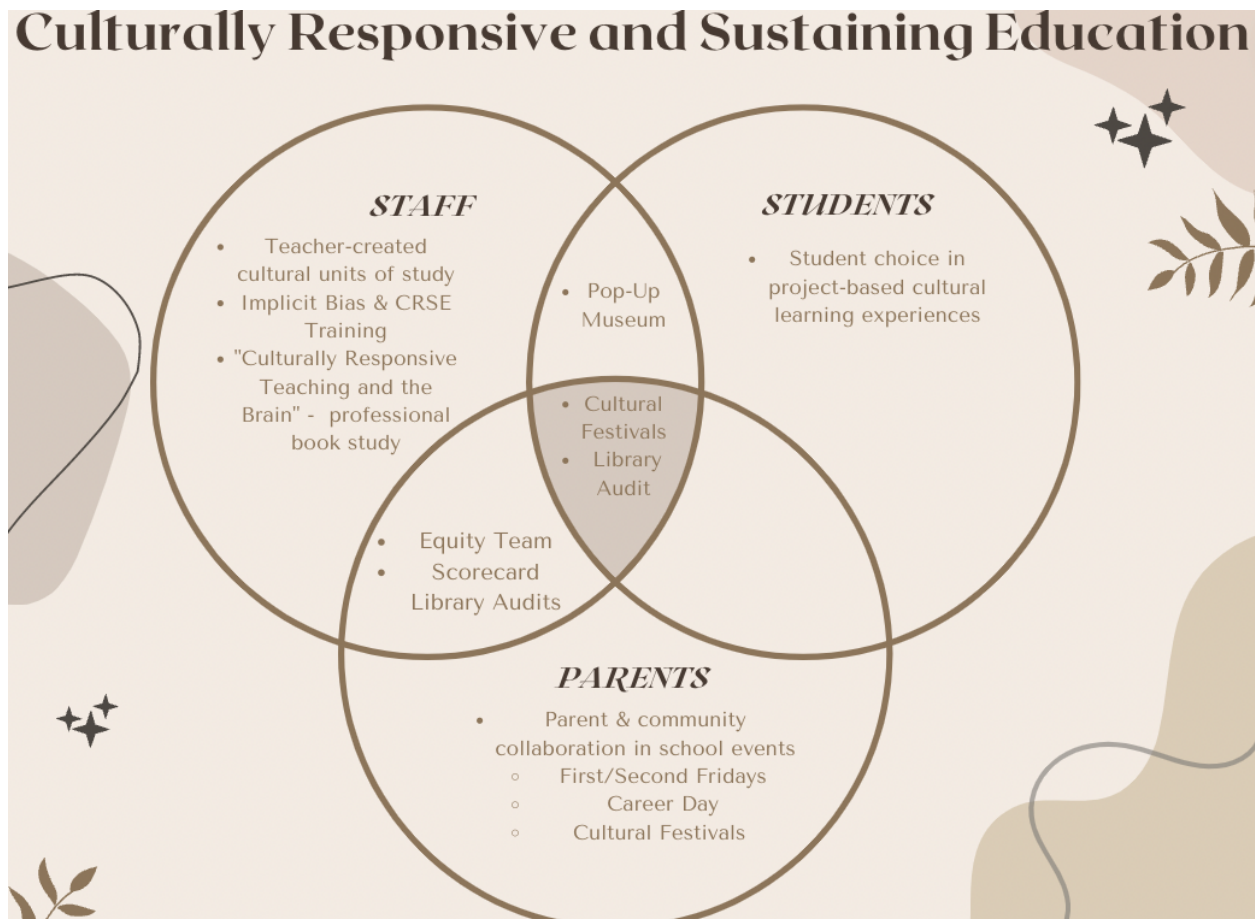 Culturally Responsive and Sustaining Education
STAFF
• Teacher-created
cultural units of study
• Implicit Bias & CRSE
Training
• "Culturally Responsive
Teaching and the
Brain" - professional
book study
• Pop-Up
Museum
STUDENTS
• Student choice in
project-based cultural
learning experiences
• Cultural
Festivals
• Library
Audit
• Equity Team
• Scorecard
Library Audits
PARENTS
• Parent & community
collaboration in school events
○ First/Second Fridays
○ Career Day
○ Cultural Festivals